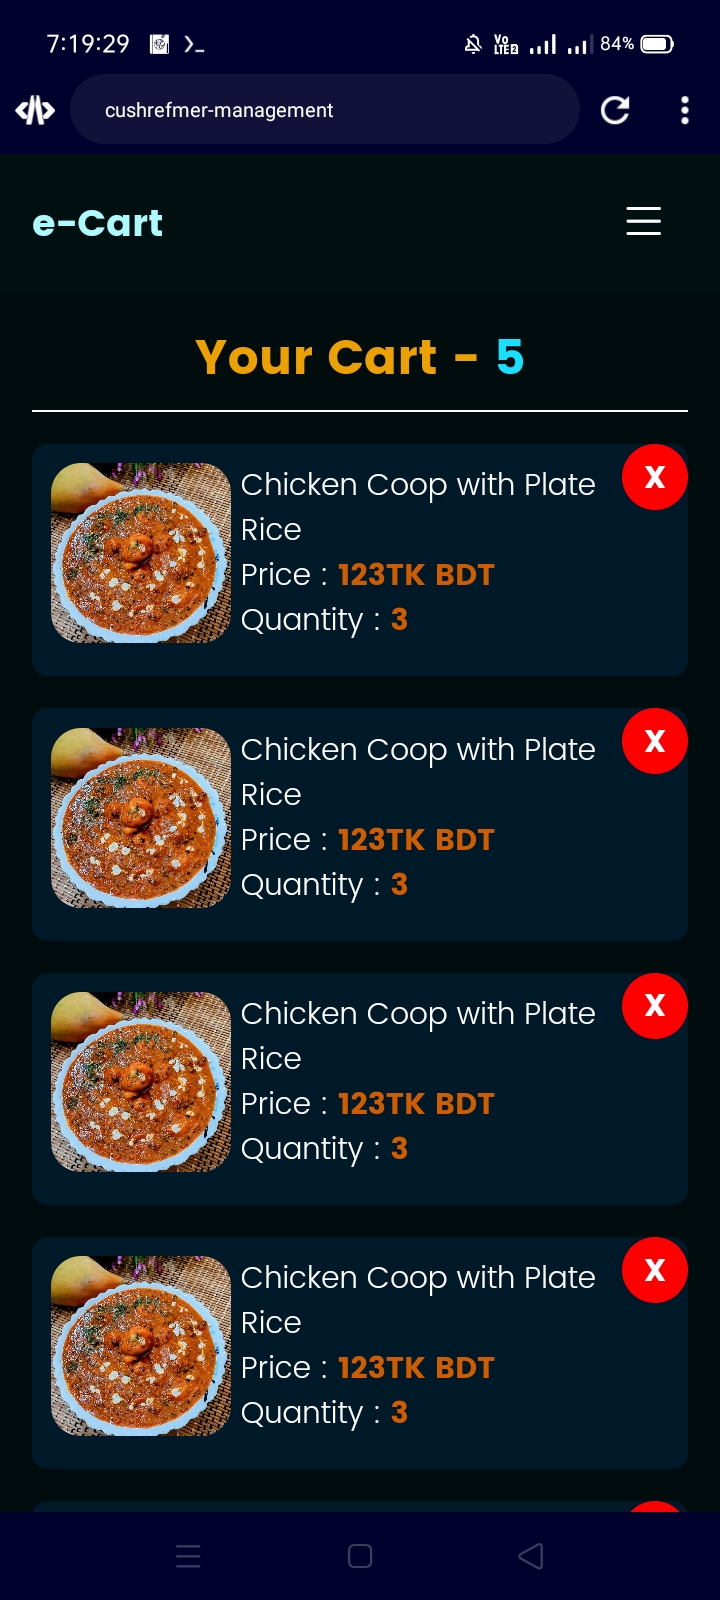 7:19:29
Vo LTE2 84%
cushrefmer-management
e-Cart
Your Cart - 5
Chicken Coop with Plate
Rice
X
Price : 123TK BDT
Quantity : 3
Chicken Coop with Plate
Rice
X
Price : 123TK BDT
Quantity : 3
Chicken Coop with Plate
Rice
X
Price : 123TK BDT
Quantity : 3
Chicken Coop with Plate
Rice
X
Price : 123TK BDT
Quantity : 3